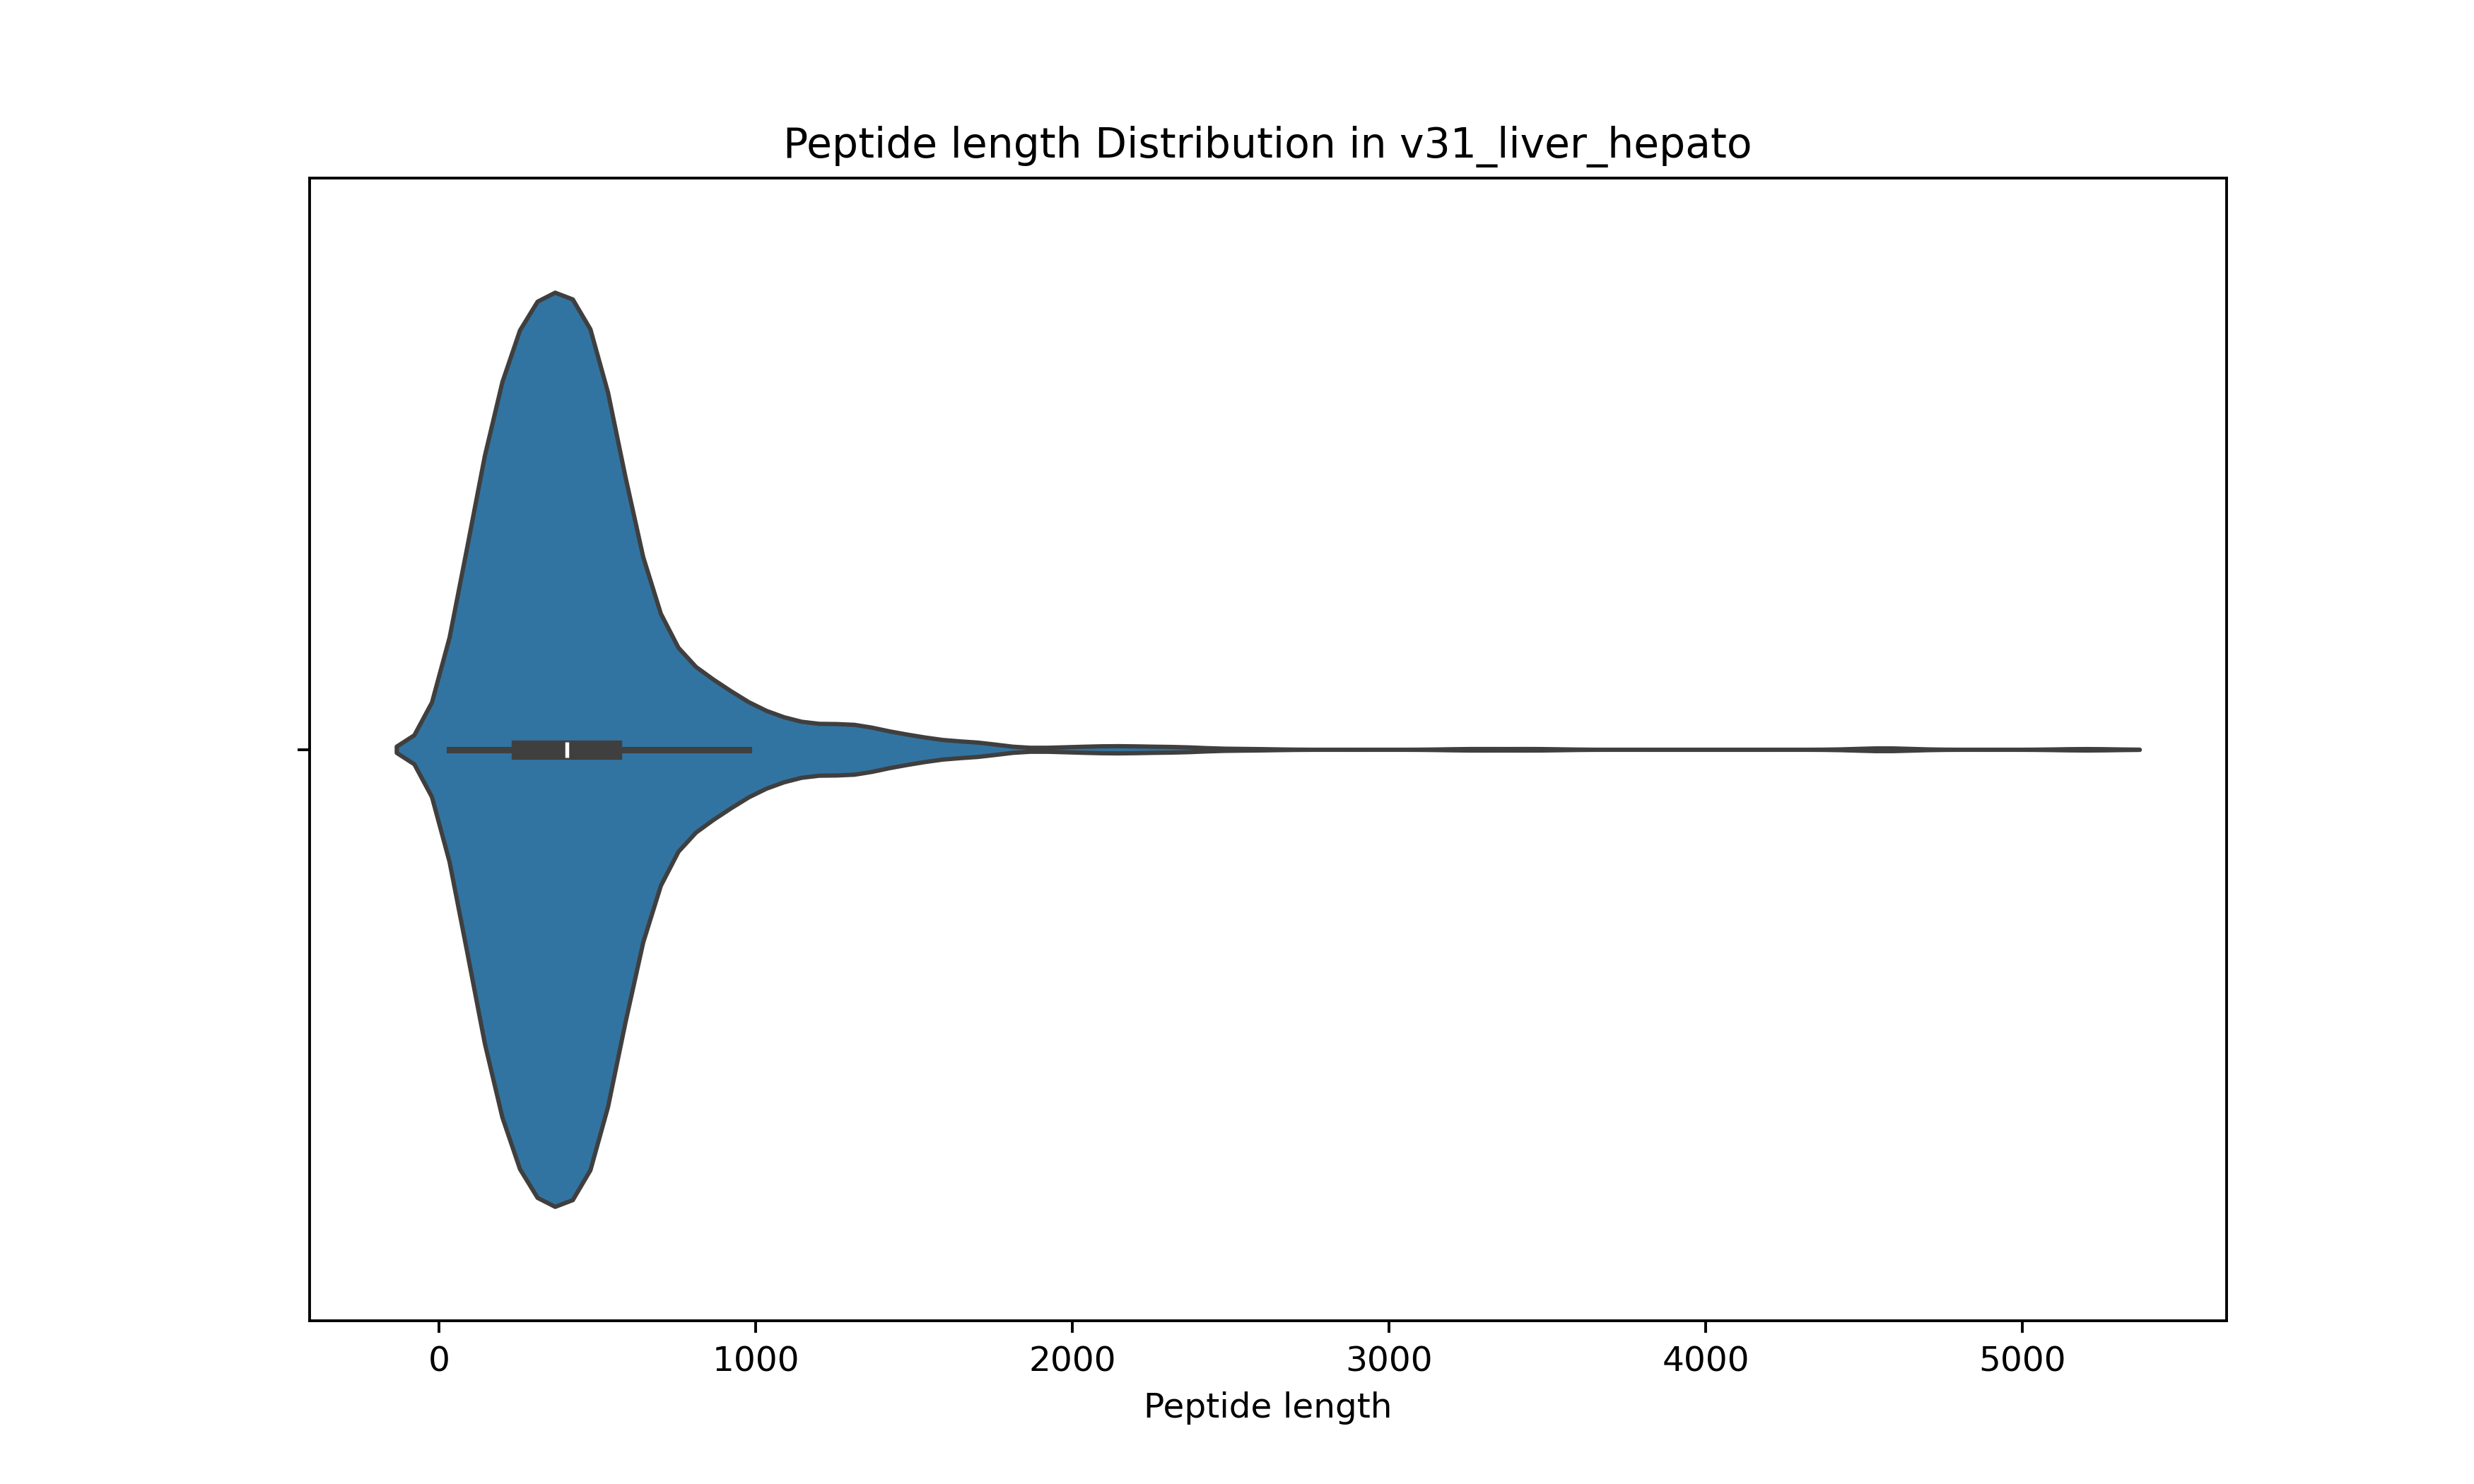 Peptide length Distribution in v31_liver_hepato
0 1000 2000 3000 4000 5000
Peptide length